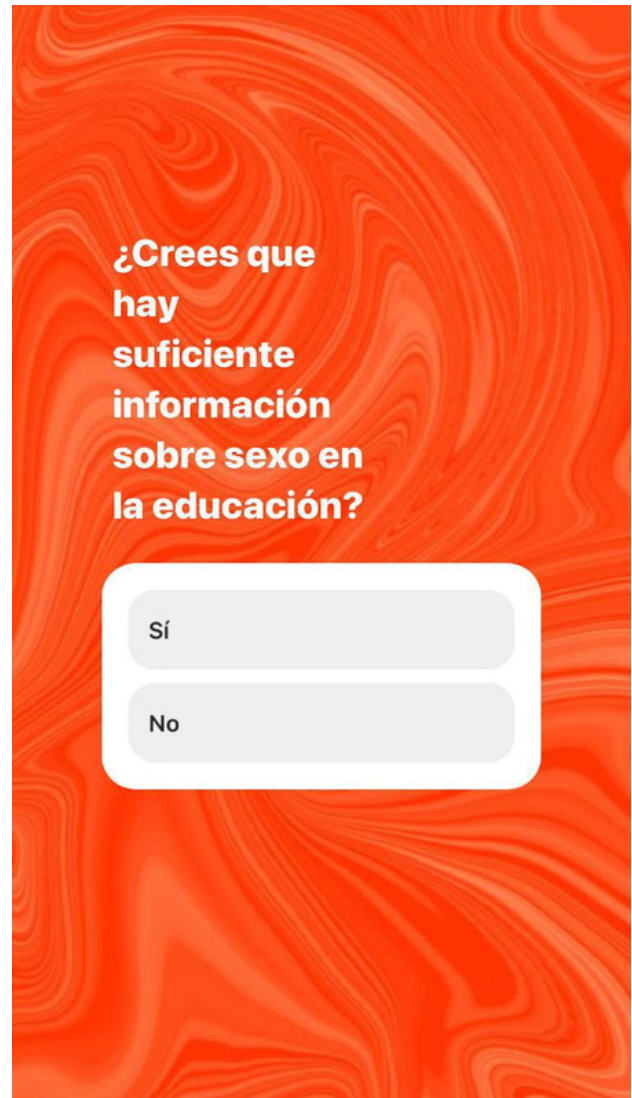 ¿Crees que
hay
suficiente
información
sobre sexo en
la educación?
Sí
No